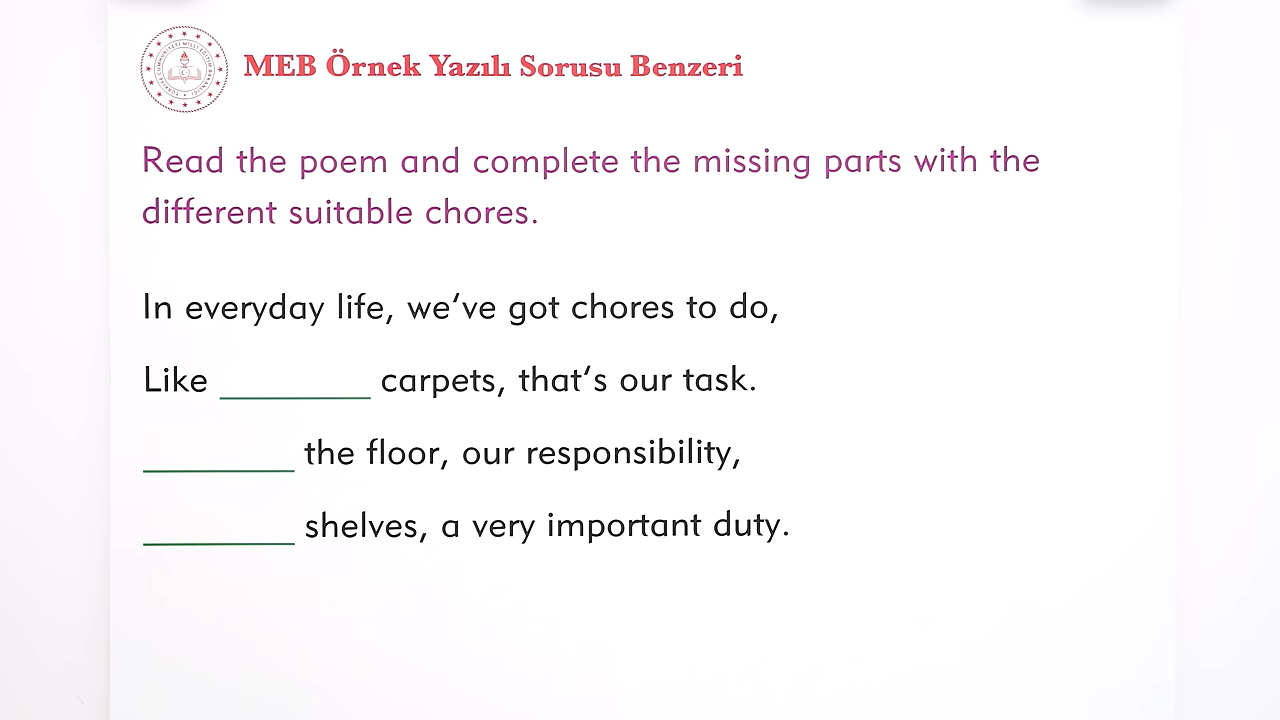 MEB Örnek Yazılı Sorusu Benzeri
Read the poem and complete the missing parts with the
different suitable chores.
In everyday life, we've got chores to do,
Like ________ carpets, that's our task.
________ the floor, our responsibility,
________ shelves, a very important duty.